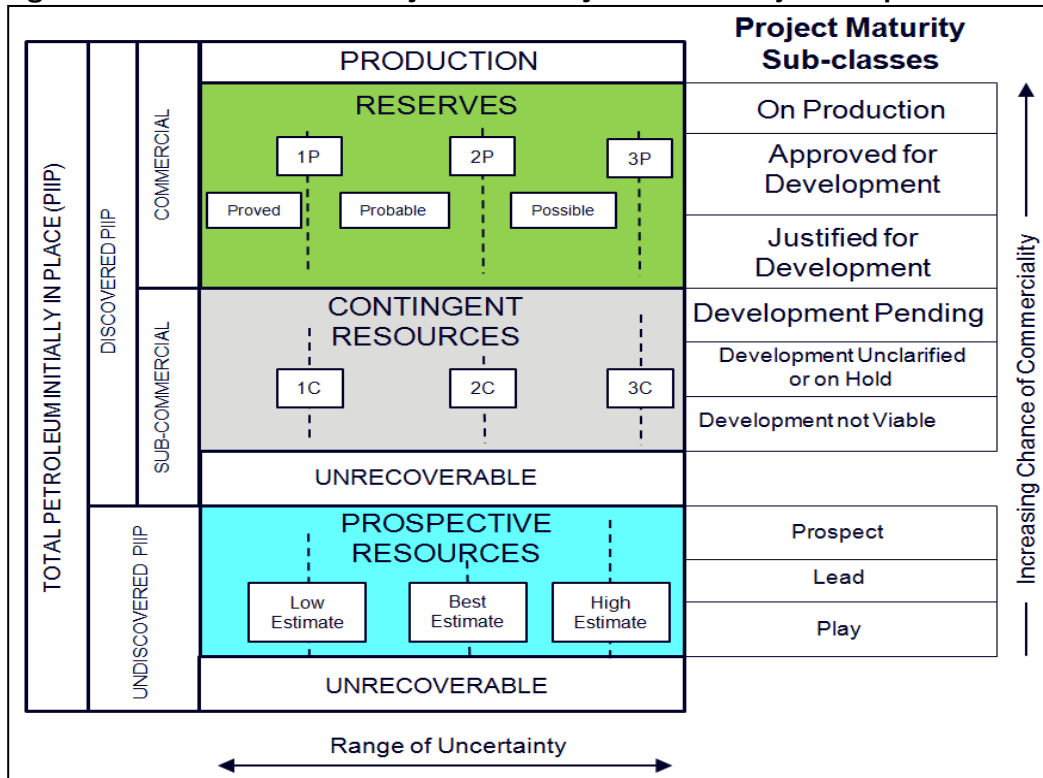 Project Maturity
Sub-classes
TOTAL PETROLEUM INITIALLY IN PLACE (PIIP)
DISCOVERED PIIP
COMMERCIAL
SUB-COMMERCIAL
UNDISCOVERED PIIP
PRODUCTION
RESERVES
1P
2P
3P
Proved
Probable
Possible
On Production
Approved for
Development
Justified for
Development
CONTINGENT
RESOURCES
1C
2C
3C
Development Pending
Development Unclarified
or on Hold
Development not Viable
UNRECOVERABLE
PROSPECTIVE
RESOURCES
Low
Estimate
Best
Estimate
High
Estimate
Prospect
Lead
Play
UNRECOVERABLE
Range of Uncertainty
Increasing Chance of Commerciality